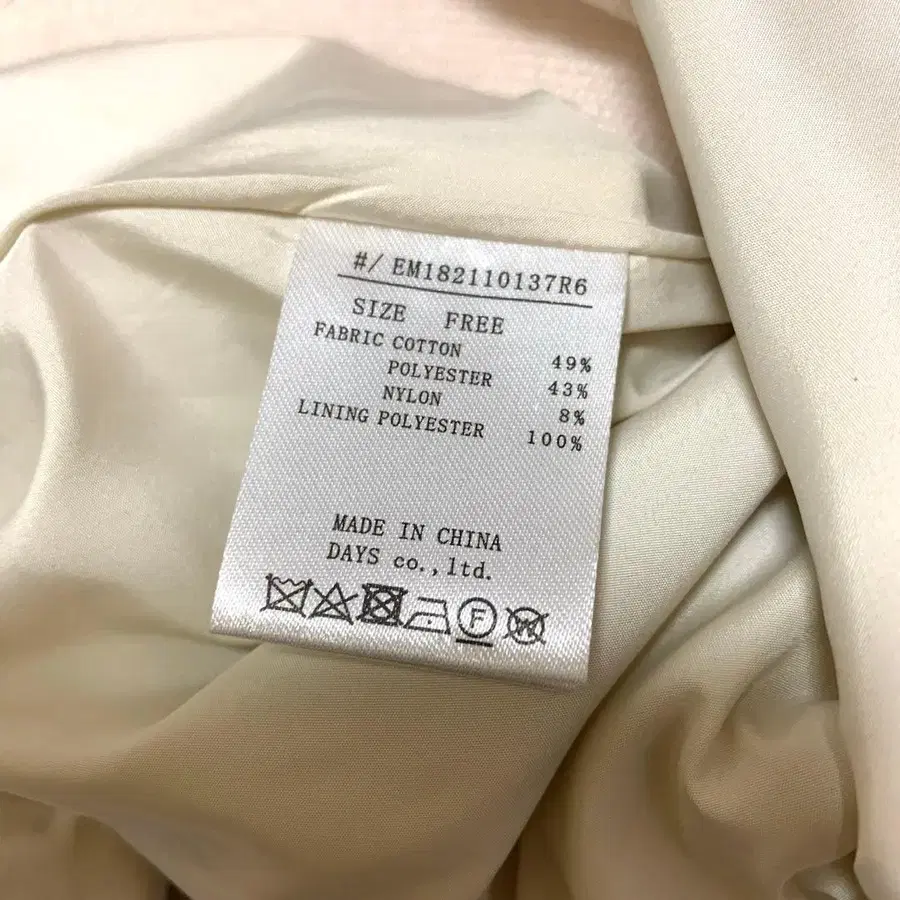 #/ EM182110137R6
SIZE FREE
FABRIC COTTON 49%
POLYESTER 43%
NYLON 8%
LINING POLYESTER 100%
MADE IN CHINA
DAYS co.,ltd.
F
W